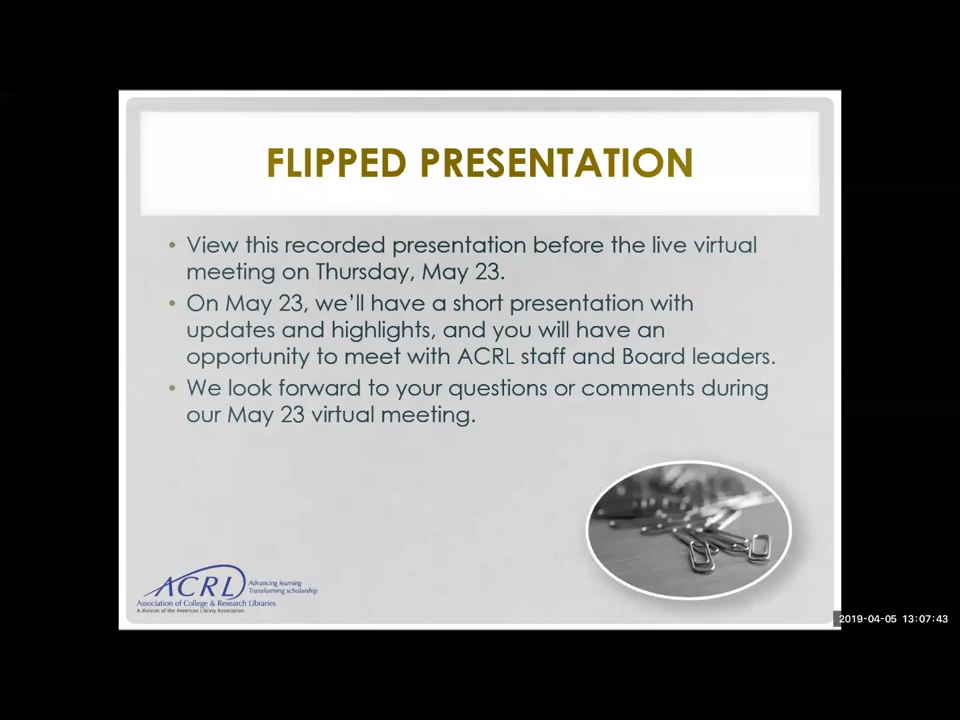 FLIPPED PRESENTATION
• View this recorded presentation before the live virtual
meeting on Thursday, May 23.
• On May 23, we’ll have a short presentation with
updates and highlights, and you will have an
opportunity to meet with ACRL staff and Board leaders.
• We look forward to your questions or comments during
our May 23 virtual meeting.
ACRL
Advancing learning
Transforming scholarship
Association of College & Research Libraries
A division of the American Library Association
2019-04-05 13:07:43